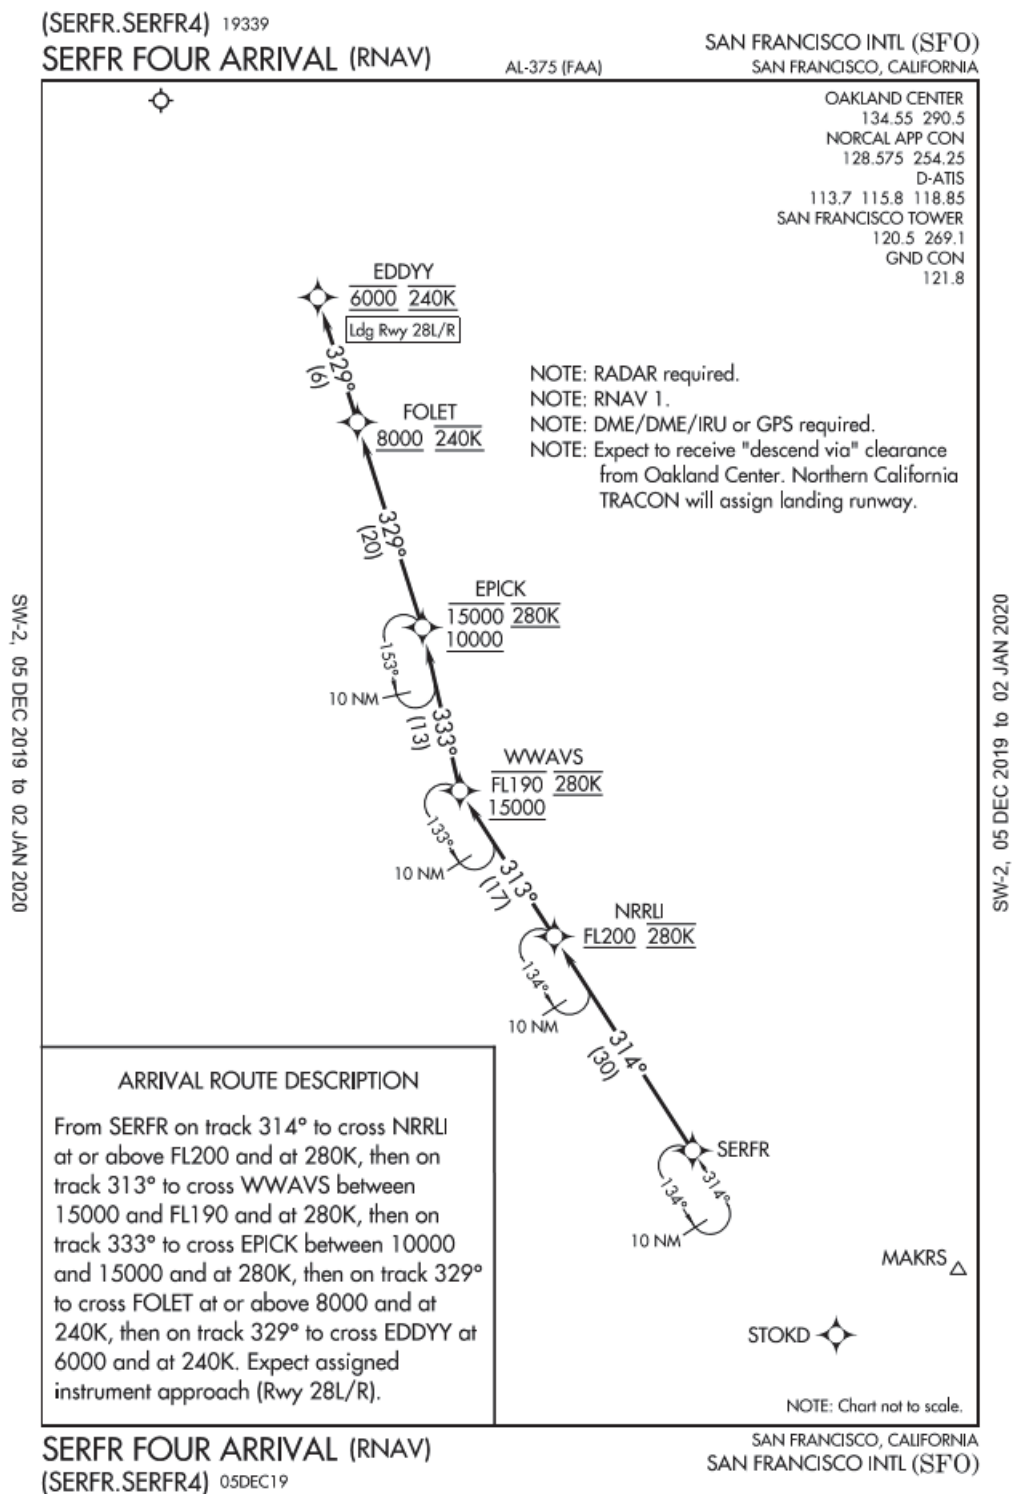 (SERFR.SERFR4) 19339
SERFR FOUR ARRIVAL (RNAV)
AL-375 (FAA)
SAN FRANCISCO INTL (SFO)
SAN FRANCISCO, CALIFORNIA
OAKLAND CENTER
134.55 290.5
NORCAL APP CON
128.575 254.25
D-ATIS
113.7 115.8 118.85
SAN FRANCISCO TOWER
120.5 269.1
GND CON
121.8
EDDYY
6000 240K
Ldg Rwy 28L/R
329°
(6)
FOLET
8000 240K
NOTE: RADAR required.
NOTE: RNAV 1.
NOTE: DME/DME/IRU or GPS required.
NOTE: Expect to receive "descend via" clearance
from Oakland Center. Northern California
TRACON will assign landing runway.
329°
(20)
EPICK
15000 280K
10000
153°
10 NM
333°
(13)
WWAVS
FL190 280K
15000
133°
10 NM
313°
(17)
NRRLI
FL200 280K
134°
10 NM
314°
(30)
SERFR
314°
134°
10 NM
MAKRS
STOKD
NOTE: Chart not to scale.
ARRIVAL ROUTE DESCRIPTION
From SERFR on track 314° to cross NRRLI
at or above FL200 and at 280K, then on
track 313° to cross WWAVS between
15000 and FL190 and at 280K, then on
track 333° to cross EPICK between 10000
and 15000 and at 280K, then on track 329°
to cross FOLET at or above 8000 and at
240K, then on track 329° to cross EDDYY at
6000 and at 240K. Expect assigned
instrument approach (Rwy 28L/R).
SW-2, 05 DEC 2019 to 02 JAN 2020
SW-2, 05 DEC 2019 to 02 JAN 2020
SERFR FOUR ARRIVAL (RNAV)
(SERFR.SERFR4) 05DEC19
SAN FRANCISCO, CALIFORNIA
SAN FRANCISCO INTL (SFO)